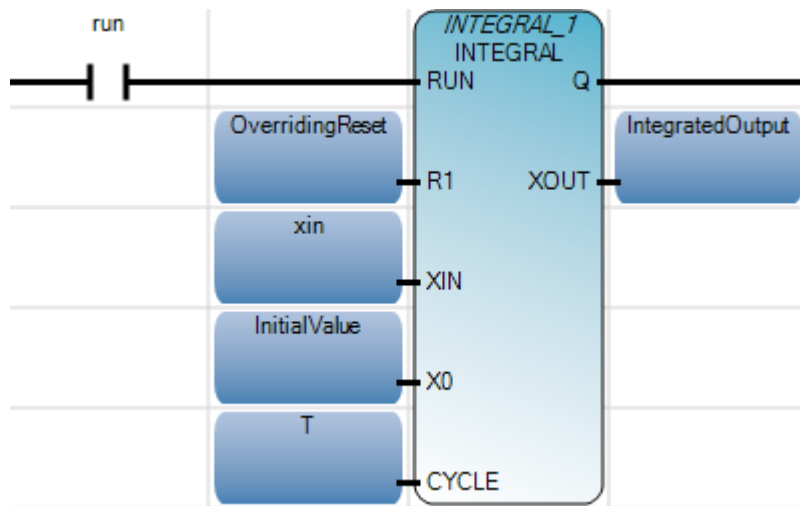 run
INTEGRAL_1
INTEGRAL
RUN Q
OverridingReset
IntegratedOutput
R1 XOUT
xin
XIN
InitialValue
X0
T
CYCLE